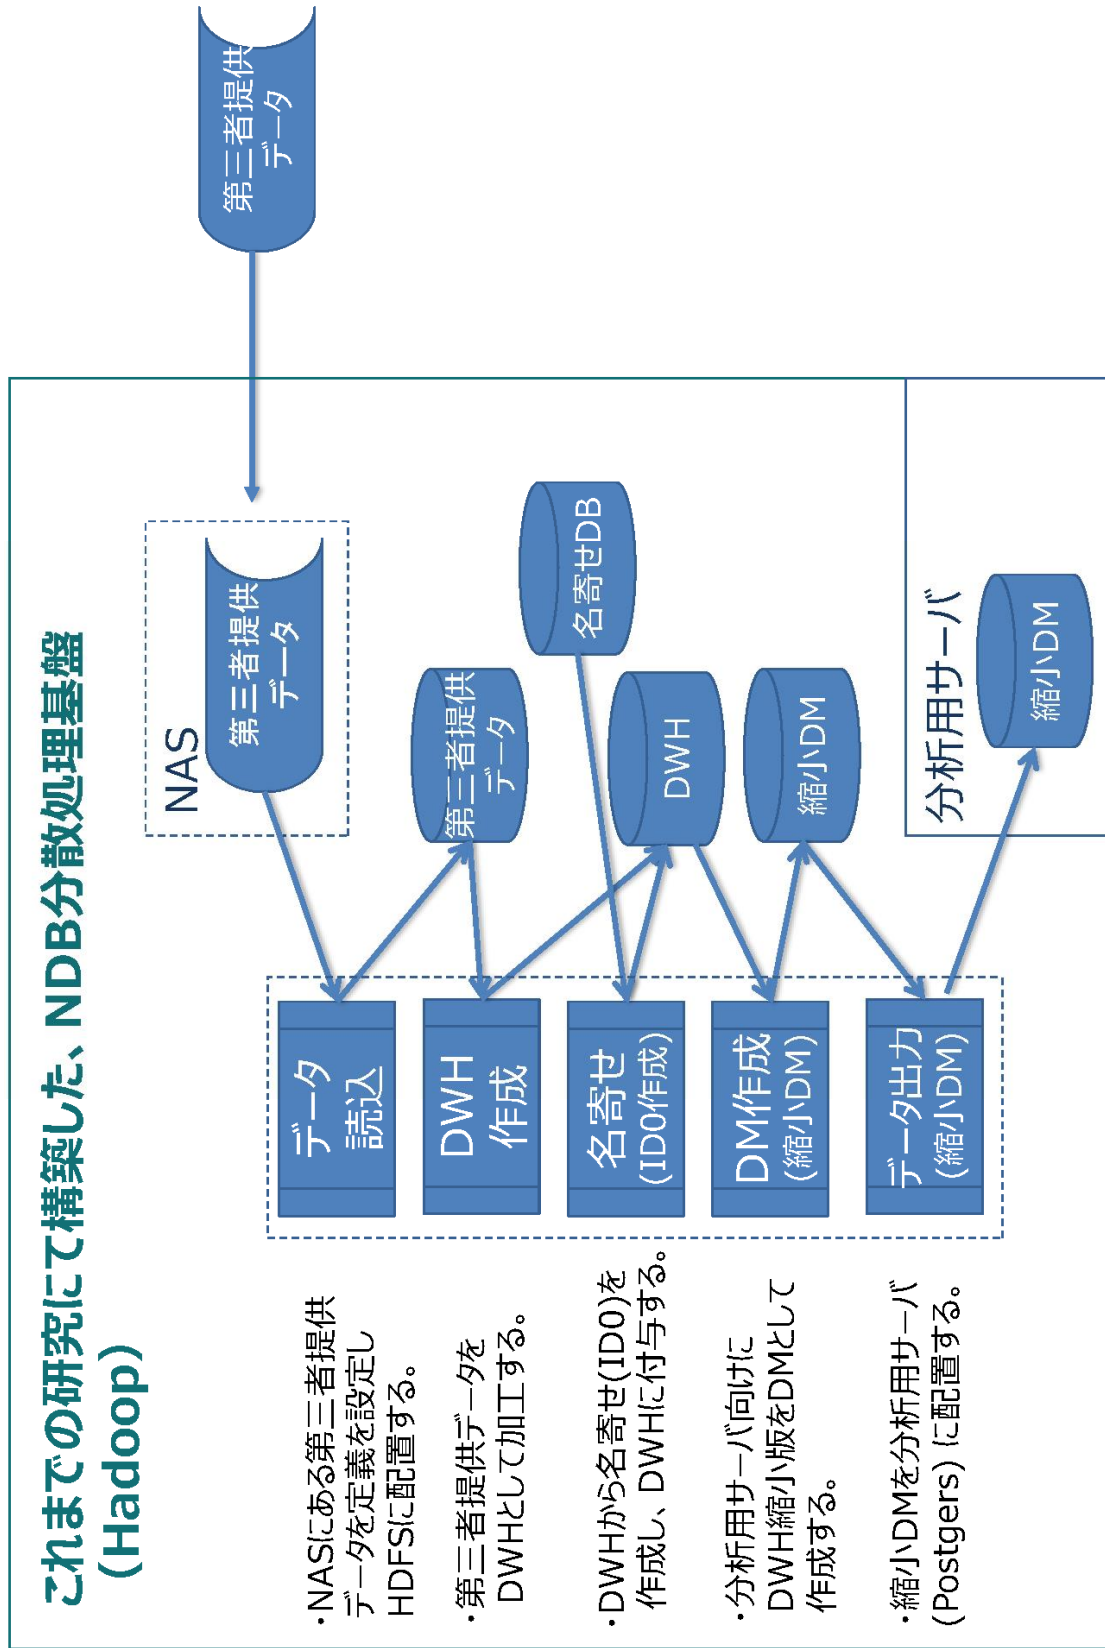 これまでの研究にて構築した、NDB分散処理基盤
(Hadoop)
・NASにある第三者提供
データを定義を設定し
HDFSに配置する。
・第三者提供データを
DWHとして加工する。
・DWHから名寄せ(ID0)を
作成し、DWHに付与する。
・分析用サーバ向けに
DWH縮小版をDMとして
作成する。
・縮小DMを分析用サーバ
(Postgers) に配置する。
データ
読込
DWH
作成
名寄せ
(ID0作成)
DM作成
(縮小DM)
データ出力
(縮小DM)
NAS
第三者提供
データ
第三者提供
データ
名寄せDB
DWH
縮小DM
分析用サーバ
縮小DM
第三者提供
データ